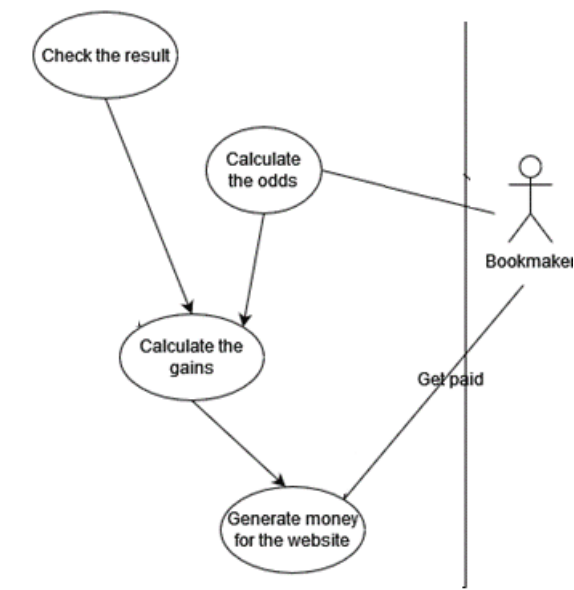 Check the result
Calculate
the odds
Bookmaker
Calculate the
gains
Get paid
Generate money
for the website